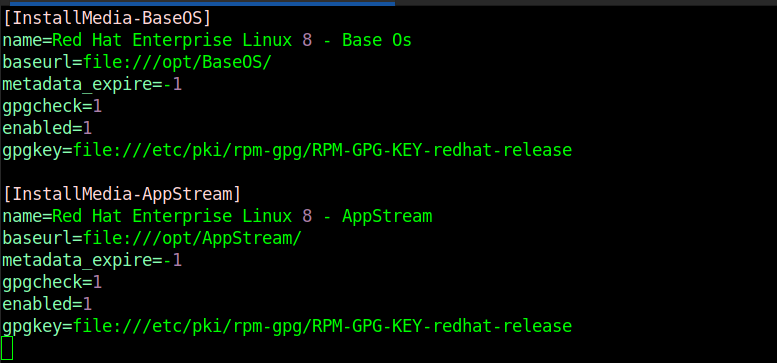 [InstallMedia-BaseOS]
name=Red Hat Enterprise Linux 8 - Base Os
baseurl=file:///opt/BaseOS/
metadata_expire=-1
gpgcheck=1
enabled=1
gpgkey=file:///etc/pki/rpm-gpg/RPM-GPG-KEY-redhat-release
[InstallMedia-AppStream]
name=Red Hat Enterprise Linux 8 - AppStream
baseurl=file:///opt/AppStream/
metadata_expire=-1
gpgcheck=1
enabled=1
gpgkey=file:///etc/pki/rpm-gpg/RPM-GPG-KEY-redhat-release